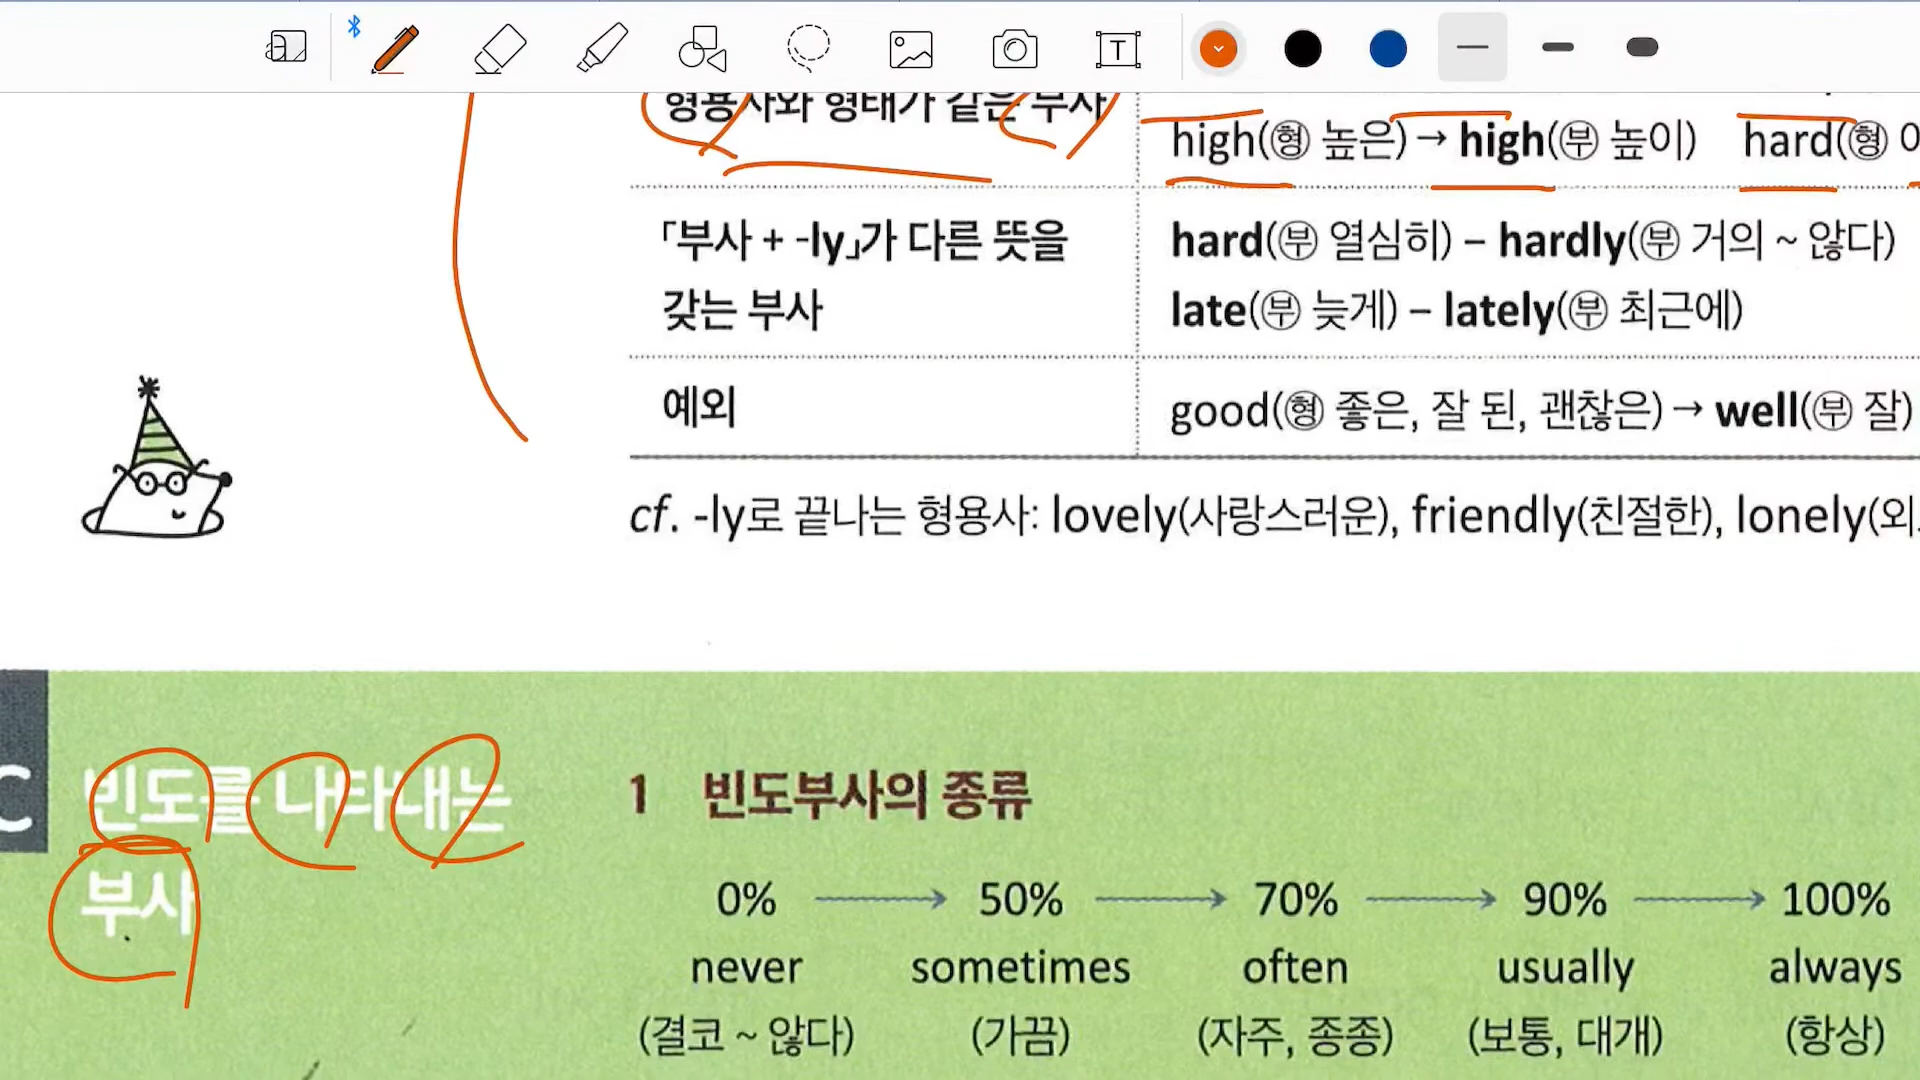 형용사와 형태가 같은 부사
high(형 높은) → high(부 높이) hard(형
「부사 + -ly」가 다른 뜻을
갖는 부사
hard(부 열심히) – hardly(부 거의 ~ 않다)
late(부 늦게) – lately(부 최근에)
예외
good(형 좋은, 잘 된, 괜찮은) → well(부 잘)
cf. -ly로 끝나는 형용사: lovely(사랑스러운), friendly(친절한), lonely(외
C
빈도를 나타내는
부사
1 빈도부사의 종류
0% → 50% → 70% → 90% → 100%
never sometimes often usually always
(결코 ~ 않다) (가끔) (자주, 종종) (보통, 대개) (항상)